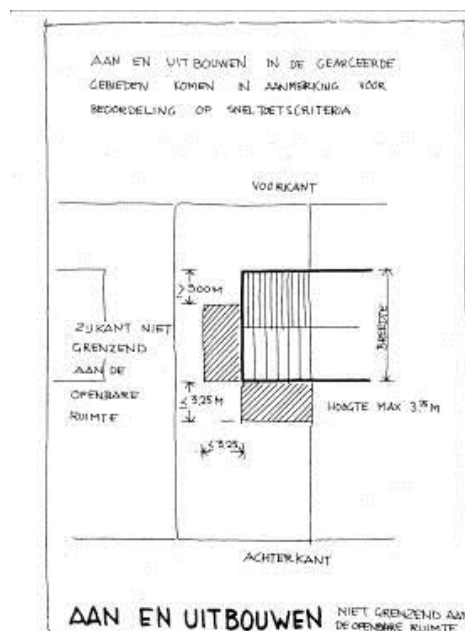 AAN EN UITBOUWEN IN DE GEARCEERDE
GEBIEDEN KOMEN IN AANMERKING VOOR
BEOORDELING OP SNELTOETSCRITERIA
VOORKANT
≥ 3.00 M
ZIJKANT NIET
GRENZEND
AAN DE
OPENBARE
RUIMTE
BREEDTE
≤ 3,25 M
HOOGTE MAX 3.75 M
≤ 3,25
ACHTERKANT
AAN EN UITBOUWEN NIET GRENZEND AAN
DE OPENBARE RUIMTE